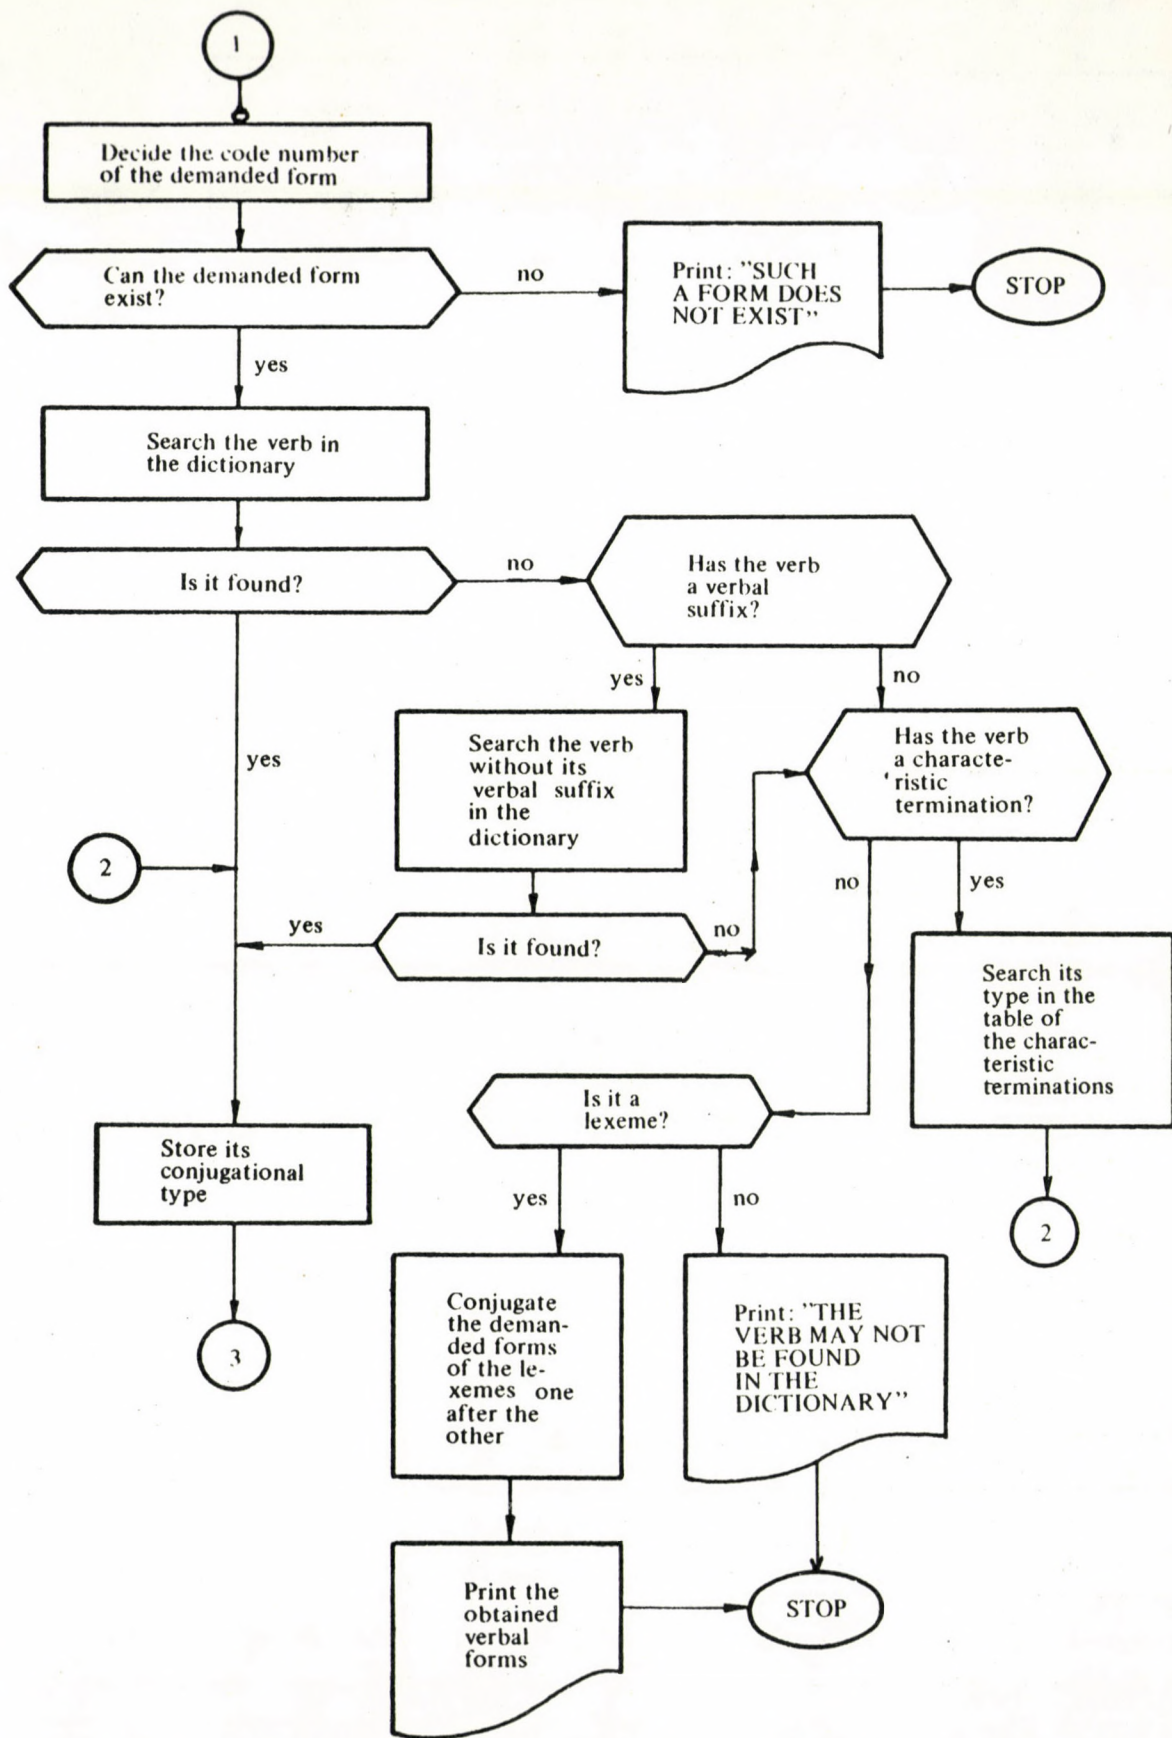 1
Decide the code number
of the demanded form
Can the demanded form
exist?
no
Print: "SUCH
A FORM DOES
NOT EXIST"
STOP
yes
Search the verb in
the dictionary
Is it found?
no
Has the verb
a verbal
suffix?
yes
yes
no
Search the verb
without its
verbal suffix
in the
dictionary
Has the verb
a characte-
ristic
termination?
2
yes
Is it found?
no
no
yes
Search its
type in the
table of
the charac-
teristic
terminations
2
Is it a
lexeme?
Store its
conjugational
type
3
yes
no
Conjugate
the deman-
ded forms
of the le-
xemes one
after the
other
Print: "THE
VERB MAY NOT
BE FOUND
IN THE
DICTIONARY"
Print the
obtained
verbal
forms
STOP